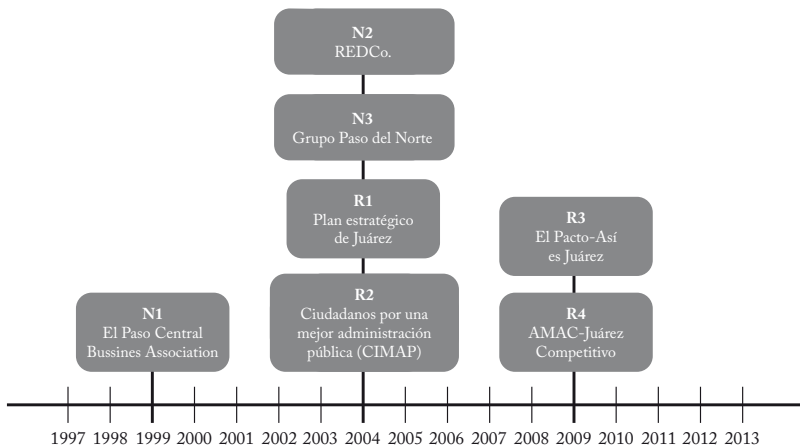 N2
REDCo.
N3
Grupo Paso del Norte
R1
Plan estratégico
de Juárez
R3
El Pacto-Así
es Juárez
N1
El Paso Central
Bussines Association
R2
Ciudadanos por una
mejor administración
pública (CIMAP)
R4
AMAC-Juárez
Competitivo
1997 1998 1999 2000 2001 2002 2003 2004 2005 2006 2007 2008 2009 2010 2011 2012 2013